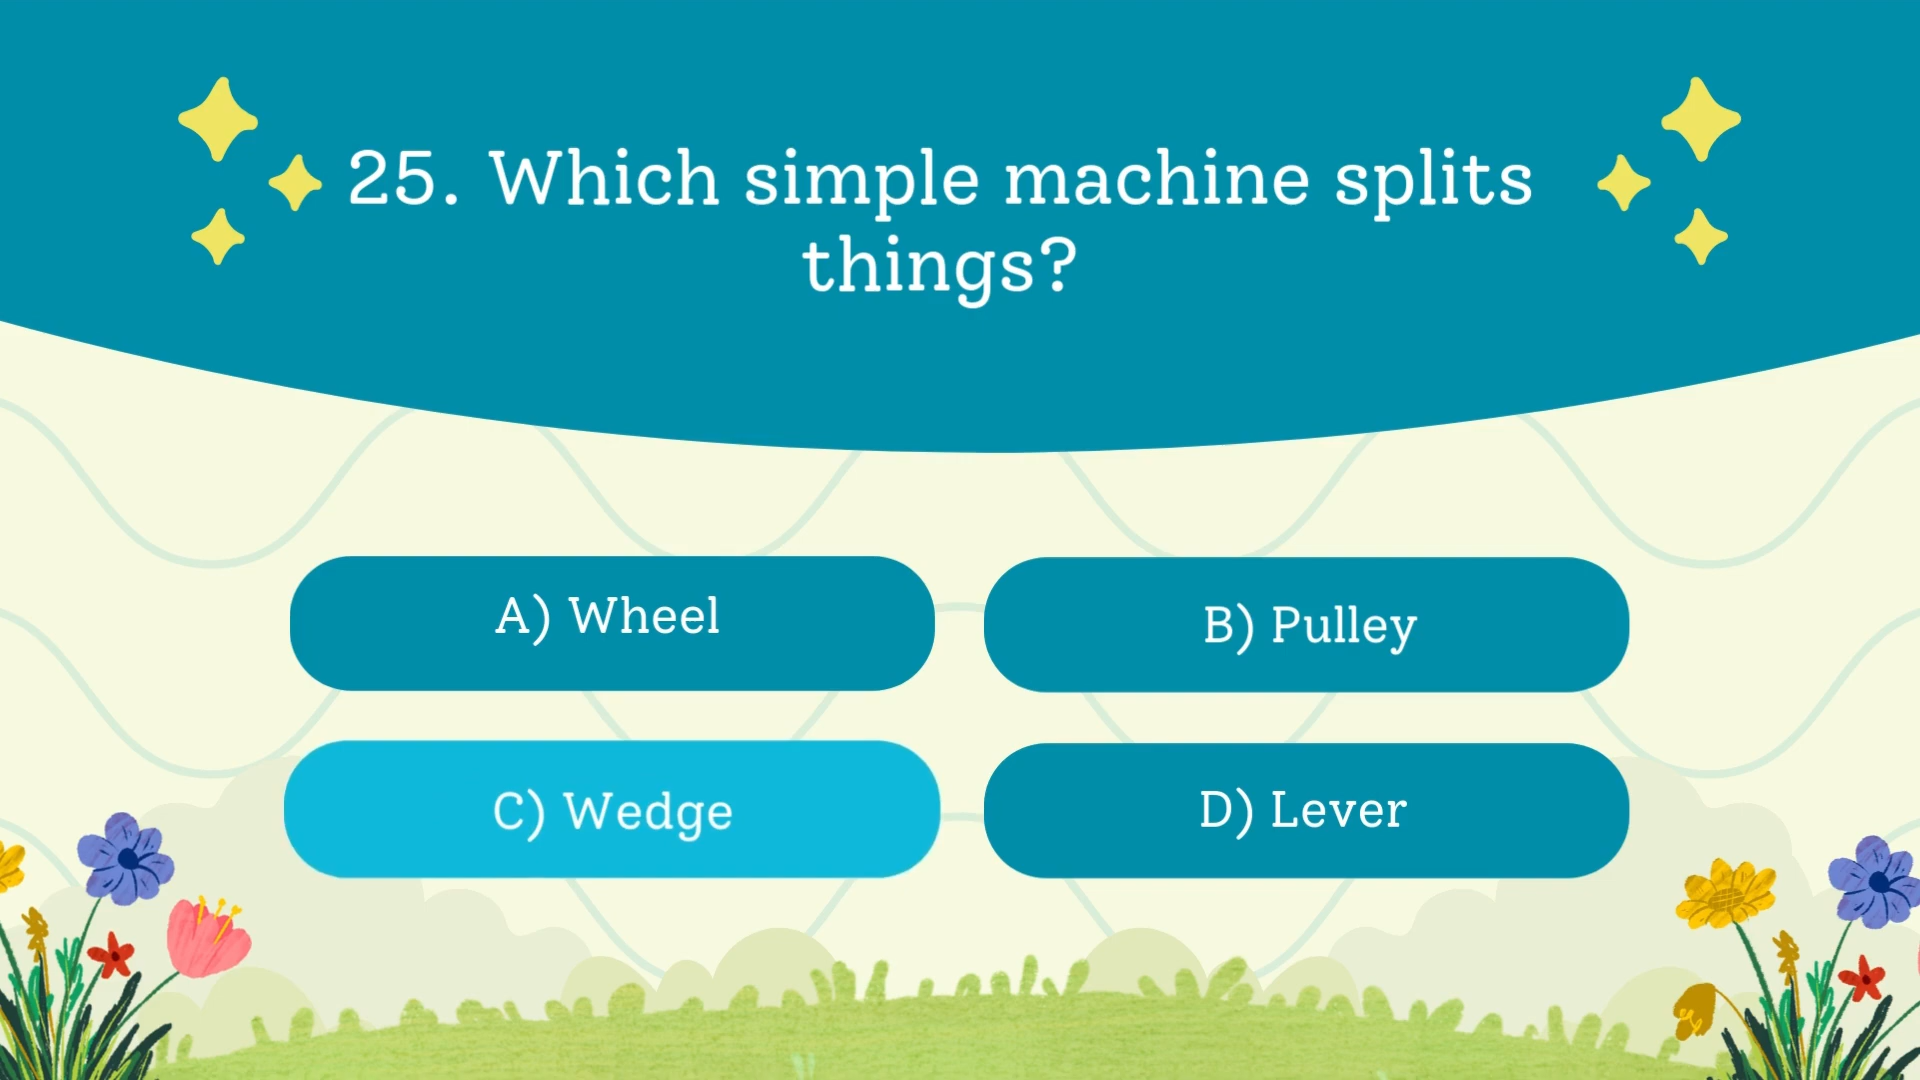 25. Which simple machine splits
things?
A) Wheel
B) Pulley
C) Wedge
D) Lever